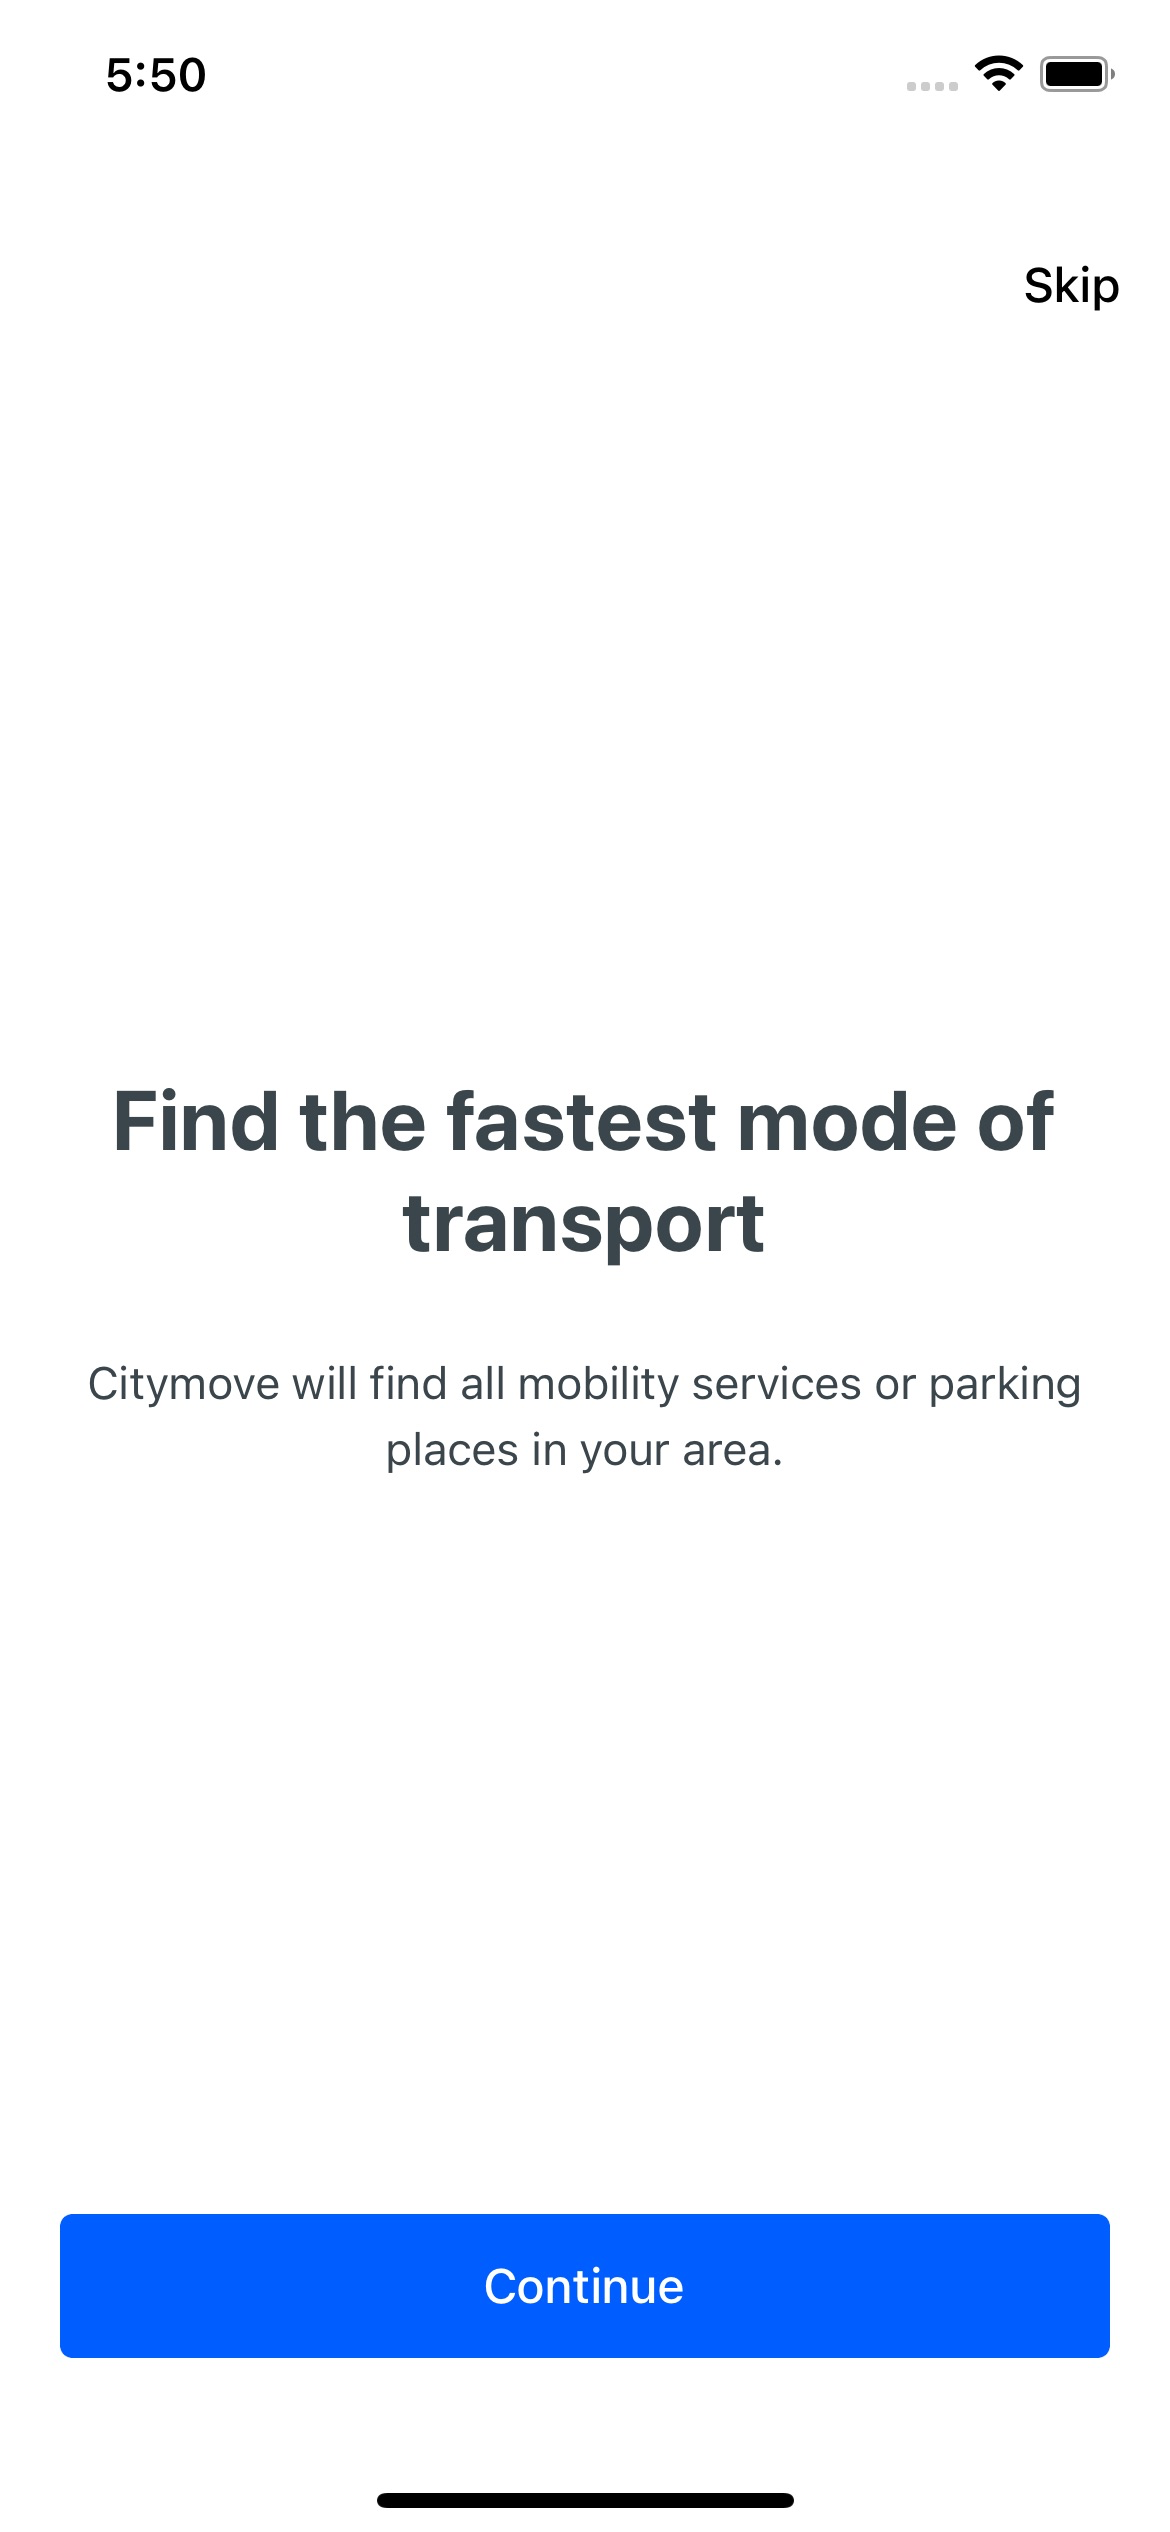 5:50
Skip
Find the fastest mode of
transport
Citymove will find all mobility services or parking
places in your area.
Continue